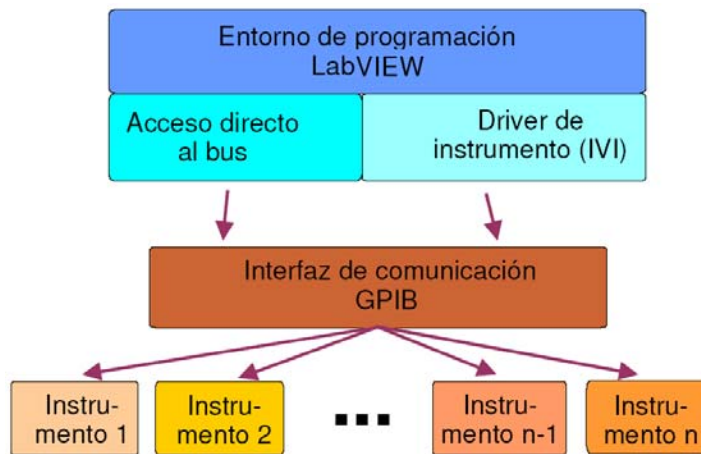 Entorno de programación
LabVIEW
Acceso directo
al bus
Driver de
instrumento (IVI)
Interfaz de comunicación
GPIB
Instru-
mento 1
Instru-
mento 2
...
Instru-
mento n-1
Instru-
mento n